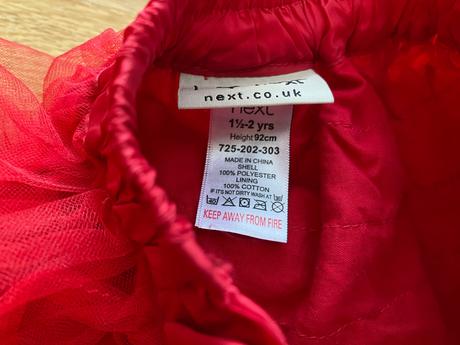 next.co.uk
next
1½-2 yrs
Height 92cm
725-202-303
MADE IN CHINA
SHELL
100% POLYESTER
LINING
100% COTTON
IF IT'S NOT DIRTY WASH AT
KEEP AWAY FROM FIRE